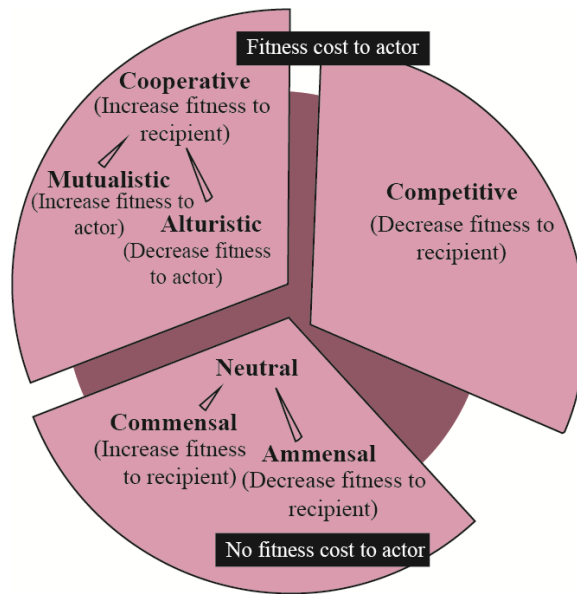 Fitness cost to actor
Cooperative
(Increase fitness to
recipient)
Mutualistic
(Increase fitness to
actor)
Alturistic
(Decrease fitness
to actor)
Competitive
(Decrease fitness to
recipient)
Neutral
Commensal
(Increase fitness
to recipient)
Ammensal
(Decrease fitness to
recipient)
No fitness cost to actor